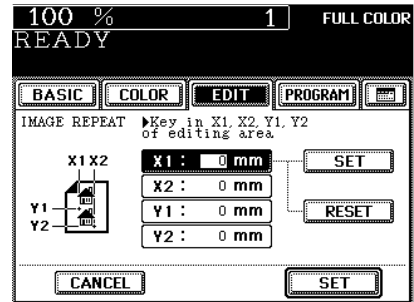 100 % 1 FULL COLOR
READY
BASIC COLOR EDIT PROGRAM
IMAGE REPEAT ▶Key in X1, X2, Y1, Y2
of editing area
X1 X2
X1 : 0 mm SET
X2 : 0 mm
Y1
Y1 : 0 mm RESET
Y2
Y2 : 0 mm
CANCEL SET